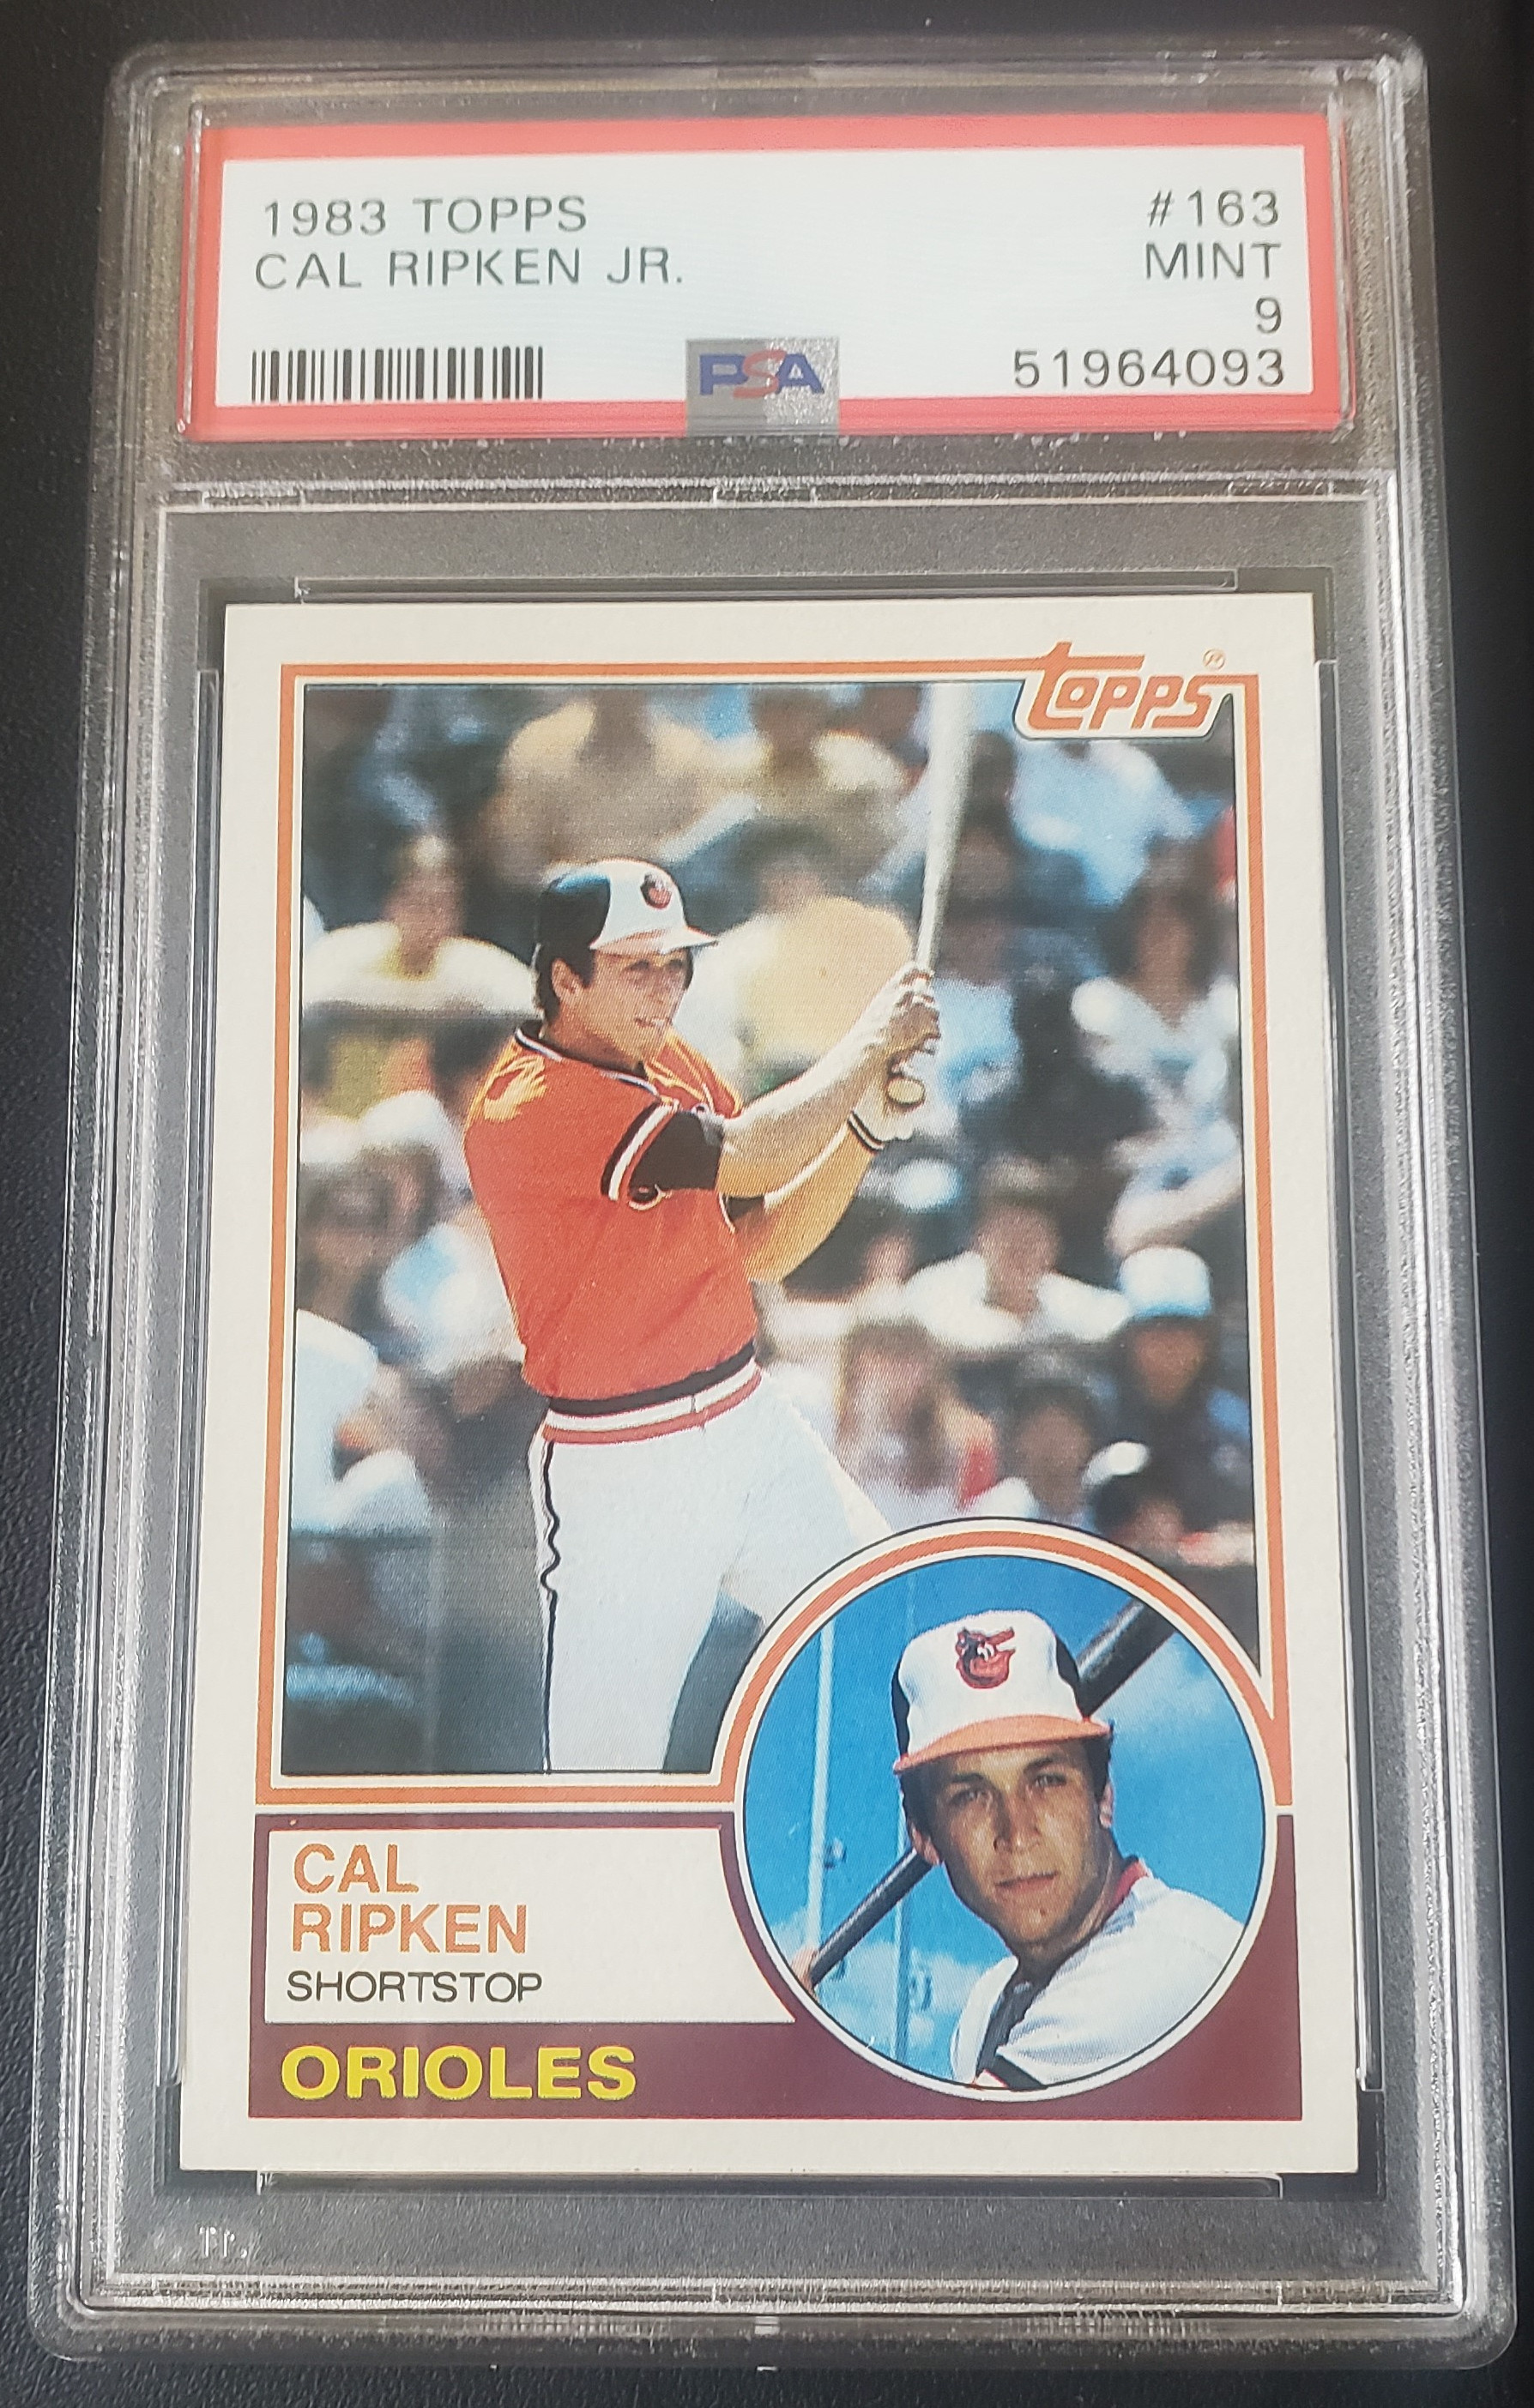 1983 TOPPS #163
CAL RIPKEN JR. MINT
9
PSA 51964093
Topps
CAL
RIPKEN
SHORTSTOP
ORIOLES